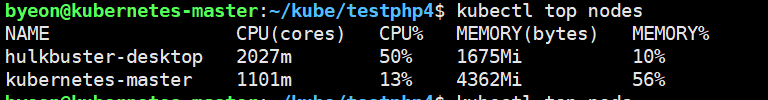 byeon@kubernetes-master:~/kube/testphp4$ kubectl top nodes
NAME                 CPU(cores)   CPU%   MEMORY(bytes)   MEMORY%
hulkbuster-desktop   2027m        50%    1675Mi          10%
kubernetes-master    1101m        13%    4362Mi          56%
byeon@kubernetes-master:~/kube/testphp4$ kubectl top node